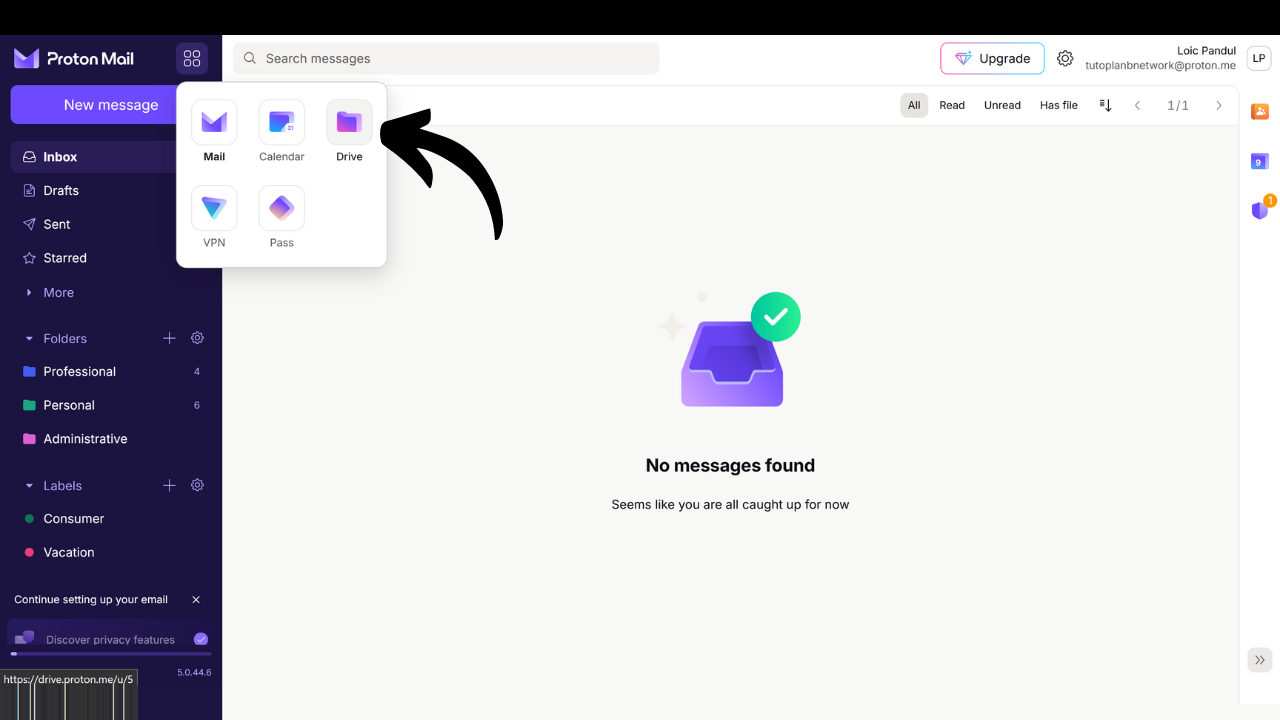 Proton Mail
Search messages
Upgrade
Loic Pandul
tutoplanbnetwork@proton.me
LP
New message
All
Read
Unread
Has file
1/1
Mail
Calendar
31
Drive
VPN
Pass
Inbox
Drafts
Sent
Starred
More
9
1
Folders
Professional 4
Personal 6
Administrative
Labels
Consumer
Vacation
No messages found
Seems like you are all caught up for now
Continue setting up your email
Discover privacy features
5.0.44.6
https://drive.proton.me/u/5